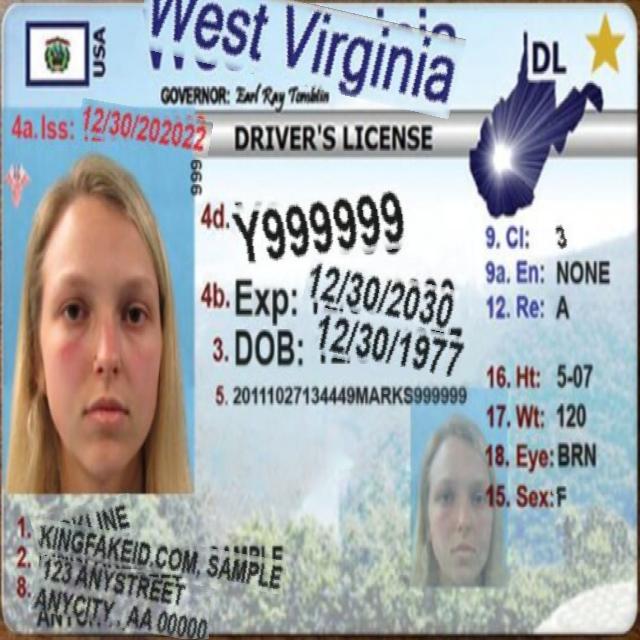 West Virginia
USA
DL
GOVERNOR: Earl Ray Tomblin
4a.Iss: 12/30/202022
DRIVER'S LICENSE
999
4d. Y999999
9. Cl: 3
9a. En: NONE
4b. Exp: 12/30/2030
12. Re: A
3. DOB: 12/30/1977
5. 20111027134449MARKS999999
16. Ht: 5-07
17. Wt: 120
18. Eye: BRN
15. Sex: F
1. LINE
2. KINGFAKEID.COM, SAMPLE
8. 123 ANYSTREET
ANYCITY, AA 00000